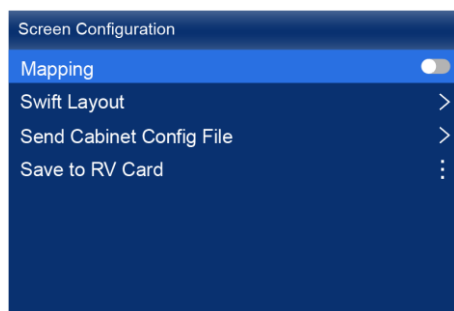 Screen Configuration
Mapping
Swift Layout
Send Cabinet Config File
Save to RV Card